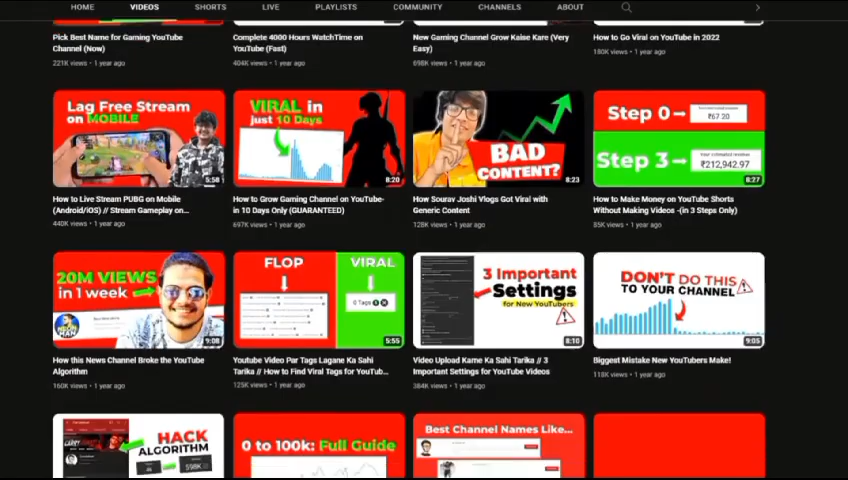 HOME VIDEOS SHORTS LIVE PLAYLISTS COMMUNITY CHANNELS ABOUT
Pick Best Name for Gaming YouTube
Channel (Now)
221K views • 1 year ago
Complete 4000 Hours WatchTime on
YouTube (Fast)
404K views • 1 year ago
New Gaming Channel Grow Kaise Kare (Very
Easy)
698K views • 1 year ago
How to Go Viral on YouTube in 2022
180K views • 1 year ago
Lag Free Stream
on MOBILE
5:58
How to Live Stream PUBG on Mobile
(Android/iOS) // Stream Gameplay on...
440K views • 1 year ago
VIRAL in
just 10 Days
8:20
How to Grow Gaming Channel on YouTube-
in 10 Days Only (GUARANTEED)
697K views • 1 year ago
BAD
CONTENT?
8:23
How Sourav Joshi Vlogs Got Viral with
Generic Content
128K views • 1 year ago
Step 0→
₹67.20
Step 3→
Your estimated revenue
₹212,942.97
8:27
How to Make Money on YouTube Shorts
Without Making Videos -(in 3 Steps Only)
85K views • 1 year ago
20M VIEWS
in 1 week
9:08
How this News Channel Broke the YouTube
Algorithm
160K views • 1 year ago
FLOP
VIRAL
0 Tags
5:55
Youtube Video Par Tags Lagane Ka Sahi
Tarika // How to Find Viral Tags for YouTub...
125K views • 1 year ago
3 Important
Settings
for New YouTubers
8:10
Video Upload Karne Ka Sahi Tarika // 3
Important Settings for YouTube Videos
384K views • 1 year ago
DON'T DO THIS
TO YOUR CHANNEL
9:05
Biggest Mistake New YouTubers Make!
118K views • 1 year ago
HACK
ALGORITHM
598K
0 to 100k: Full Guide
Best Channel Names Like...